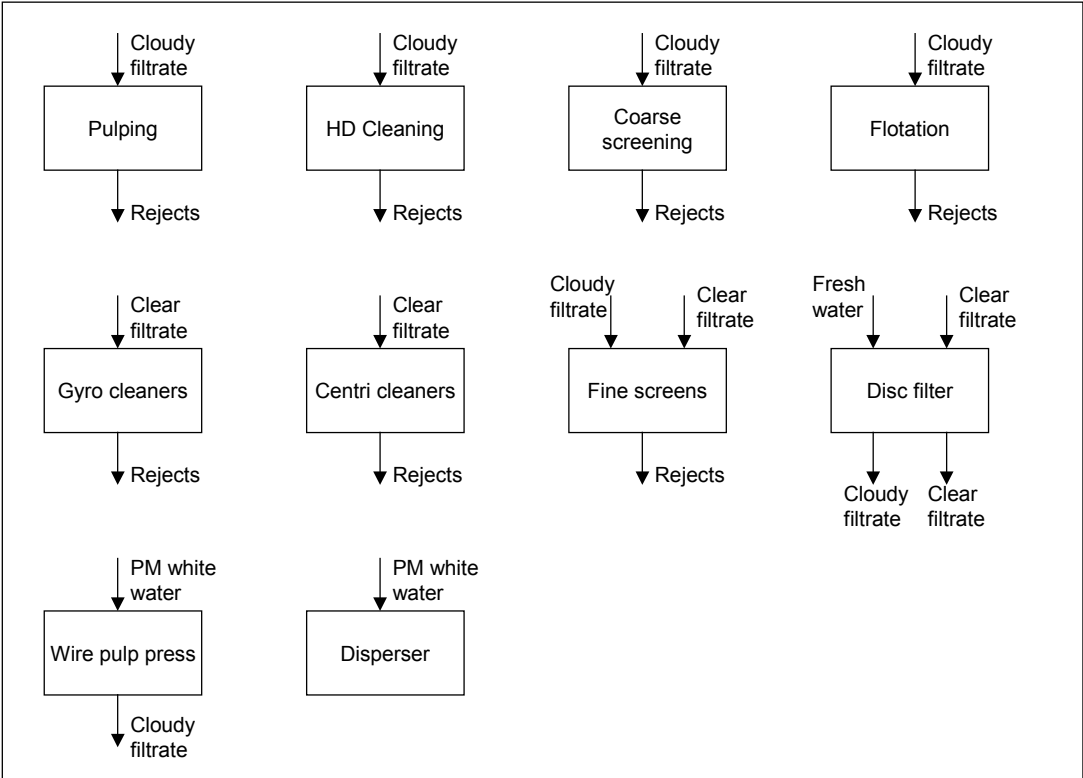 Cloudy
filtrate
Pulping
Rejects
Cloudy
filtrate
HD Cleaning
Rejects
Cloudy
filtrate
Coarse
screening
Rejects
Cloudy
filtrate
Flotation
Rejects
Clear
filtrate
Gyro cleaners
Rejects
Clear
filtrate
Centri cleaners
Rejects
Cloudy
filtrate
Clear
filtrate
Fine screens
Rejects
Fresh
water
Clear
filtrate
Disc filter
Cloudy
filtrate
Clear
filtrate
PM white
water
Wire pulp press
Cloudy
filtrate
PM white
water
Disperser